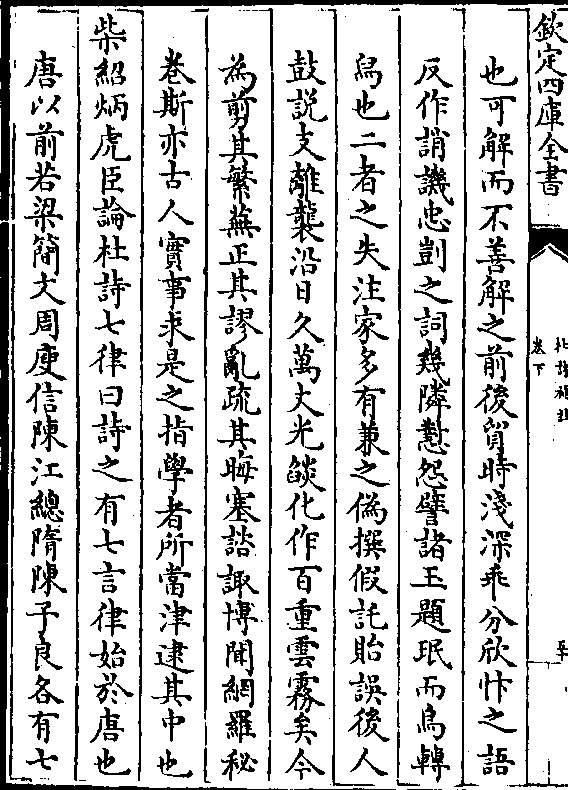 欽定四庫全書
卷下
也可解而不善解之前後貿時淺深乖分欣忭之語
反作誚譏忠剴之詞幾隣懟怨譬諸玉題珉而烏轉
舄也二者之失注家多有兼之偽撰假託貽誤後人
鼓説支離襲沿日久萬丈光燄化作百重雲霧矣今
為剪其繁蕪正其謬亂疏其晦塞諮諏博聞網羅秘
巻斯亦古人實事求是之指學者所當津逮其中也
柴紹炳虎臣論杜詩七律曰詩之有七言律始於唐也
唐以前若梁簡文周庾信陳江總隋陳子良各有七